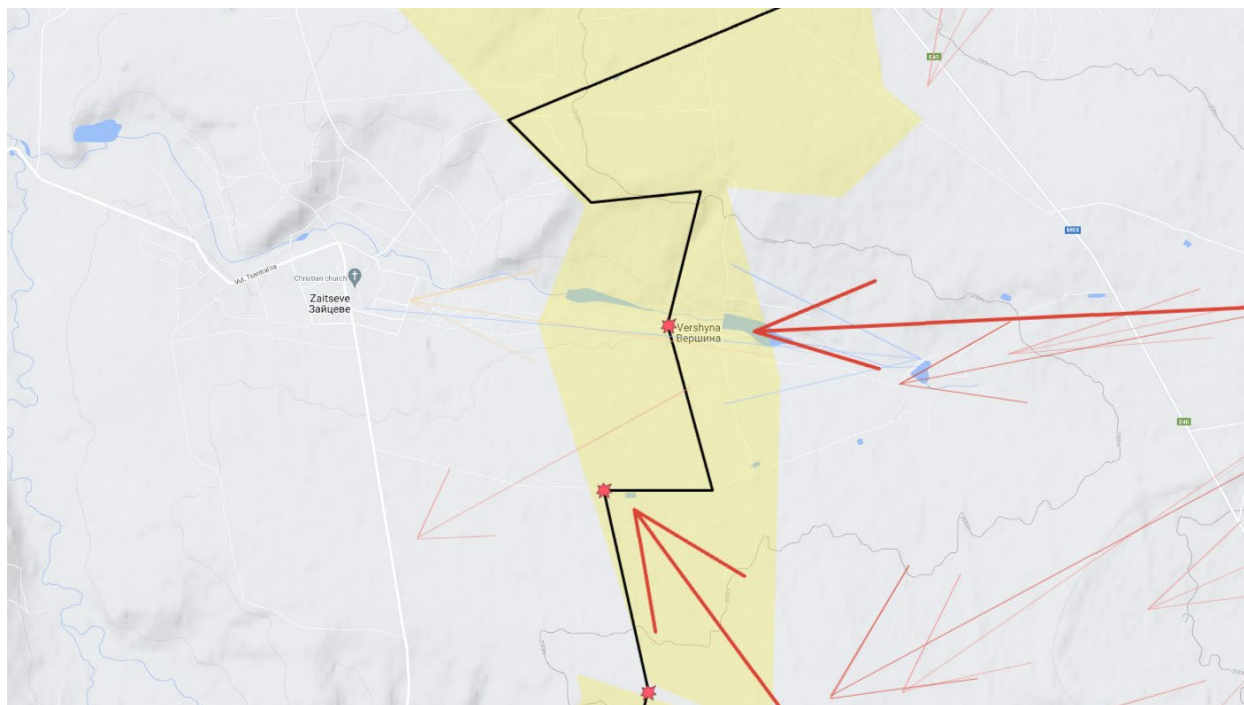 E40
M03
Vul. Tsentralna
Christian church
Zaitseve
Зайцеве
Vershyna
Вершина
E40